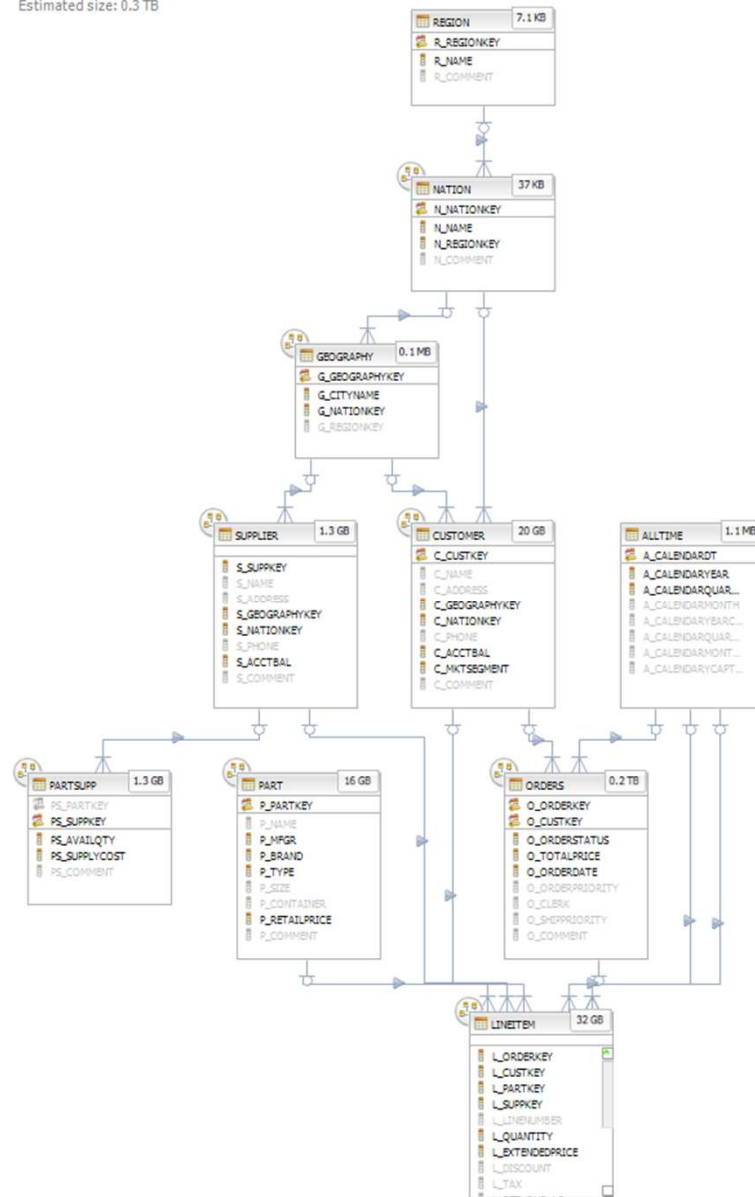 Estimated size: 0.3 TB
REGION 7.1 KB
R_REGIONKEY
R_NAME
R_COMMENT
NATION 37 KB
N_NATIONKEY
N_NAME
N_REGIONKEY
N_COMMENT
GEOGRAPHY 0.1 MB
G_GEOGRAPHYKEY
G_CITYNAME
G_NATIONKEY
G_REGIONKEY
SUPPLIER 1.3 GB
S_SUPPKEY
S_NAME
S_ADDRESS
S_GEOGRAPHYKEY
S_NATIONKEY
S_PHONE
S_ACCTBAL
S_COMMENT
CUSTOMER 20 GB
C_CUSTKEY
C_NAME
C_ADDRESS
C_GEOGRAPHYKEY
C_NATIONKEY
C_PHONE
C_ACCTBAL
C_MKTSEGMENT
C_COMMENT
ALLTIME 1.1 MB
A_CALENDARDT
A_CALENDARYEAR
A_CALENDARQUAR...
A_CALENDARMONTH
A_CALENDARYEARC...
A_CALENDARQUAR...
A_CALENDARMONT...
A_CALENDARYCAPT...
PARTSUPP 1.3 GB
PS_PARTKEY
PS_SUPPKEY
PS_AVAILQTY
PS_SUPPLYCOST
PS_COMMENT
PART 16 GB
P_PARTKEY
P_NAME
P_MFGR
P_BRAND
P_TYPE
P_SIZE
P_CONTAINER
P_RETAILPRICE
P_COMMENT
ORDERS 0.2 TB
O_ORDERKEY
O_CUSTKEY
O_ORDERSTATUS
O_TOTALPRICE
O_ORDERDATE
O_ORDERPRIORITY
O_CLERK
O_SHIPPRIORITY
O_COMMENT
LINEITEM 32 GB
L_ORDERKEY
L_CUSTKEY
L_PARTKEY
L_SUPPKEY
L_LINENUMBER
L_QUANTITY
L_EXTENDEDPRICE
L_DISCOUNT
L_TAX